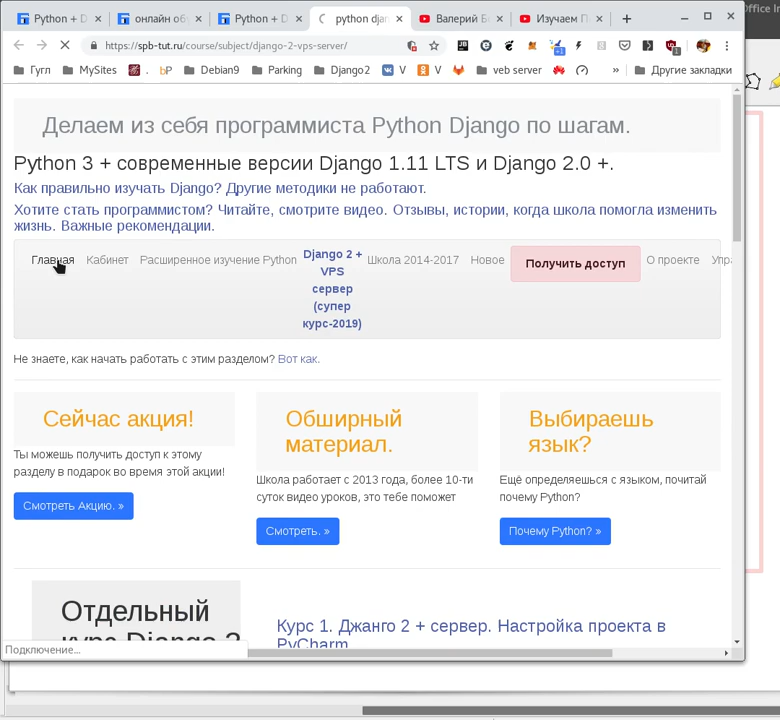 Office In
Python + D
онлайн об
Python + D
python djan
Валерий Б
Изучаем П
https://spb-tut.ru/course/subject/django-2-vps-server/
Гугл
MySites
.
Debian9
Parking
Django2
V
V
veb server
»
Другие закладки
Делаем из себя программиста Python Django по шагам.
Python 3 + современные версии Django 1.11 LTS и Django 2.0 +.
Как правильно изучать Django? Другие методики не работают.
Хотите стать программистом? Читайте, смотрите видео. Отзывы, истории, когда школа помогла изменить
жизнь. Важные рекомендации.
Главная
Кабинет
Расширенное изучение Python
Django 2 +
VPS
сервер
(супер
курс-2019)
Школа 2014-2017
Новое
Получить доступ
О проекте
Упра
Не знаете, как начать работать с этим разделом? Вот как.
Сейчас акция!
Ты можешь получить доступ к этому
разделу в подарок во время этой акции!
Смотреть Акцию. »
Обширный
материал.
Школа работает с 2013 года, более 10-ти
суток видео уроков, это тебе поможет
Смотреть. »
Выбираешь
язык?
Ещё определяешься с языком, почитай
почему Python?
Почему Python? »
Отдельный
курс Django 2
Курс 1. Джанго 2 + сервер. Настройка проекта в
PyCharm
Подключение...